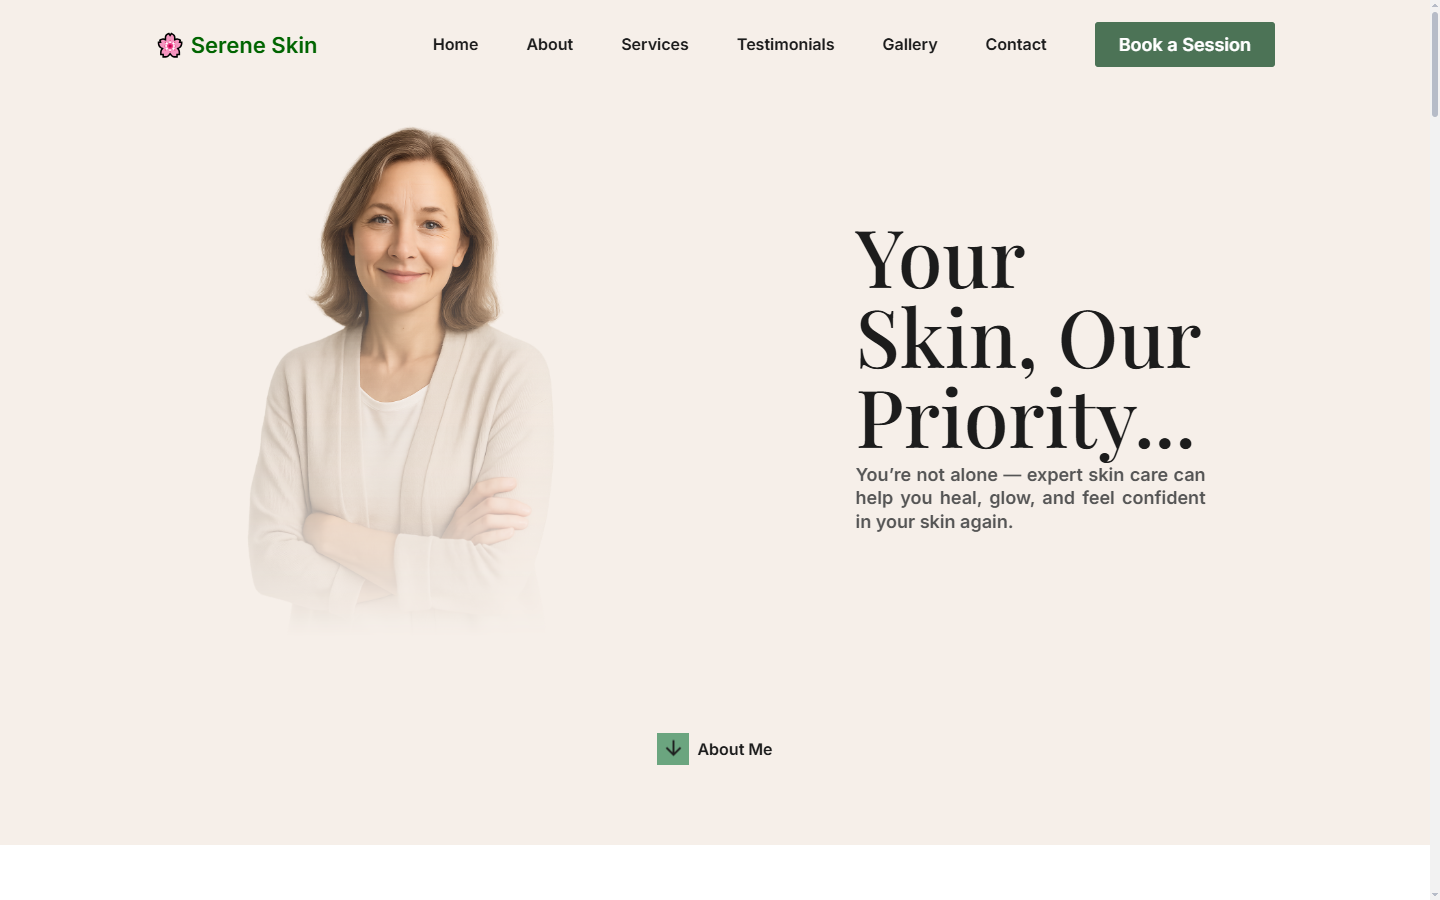 Serene Skin
Home
About
Services
Testimonials
Gallery
Contact
Book a Session
Your
Skin, Our
Priority...
You’re not alone — expert skin care can
help you heal, glow, and feel confident
in your skin again.
About Me